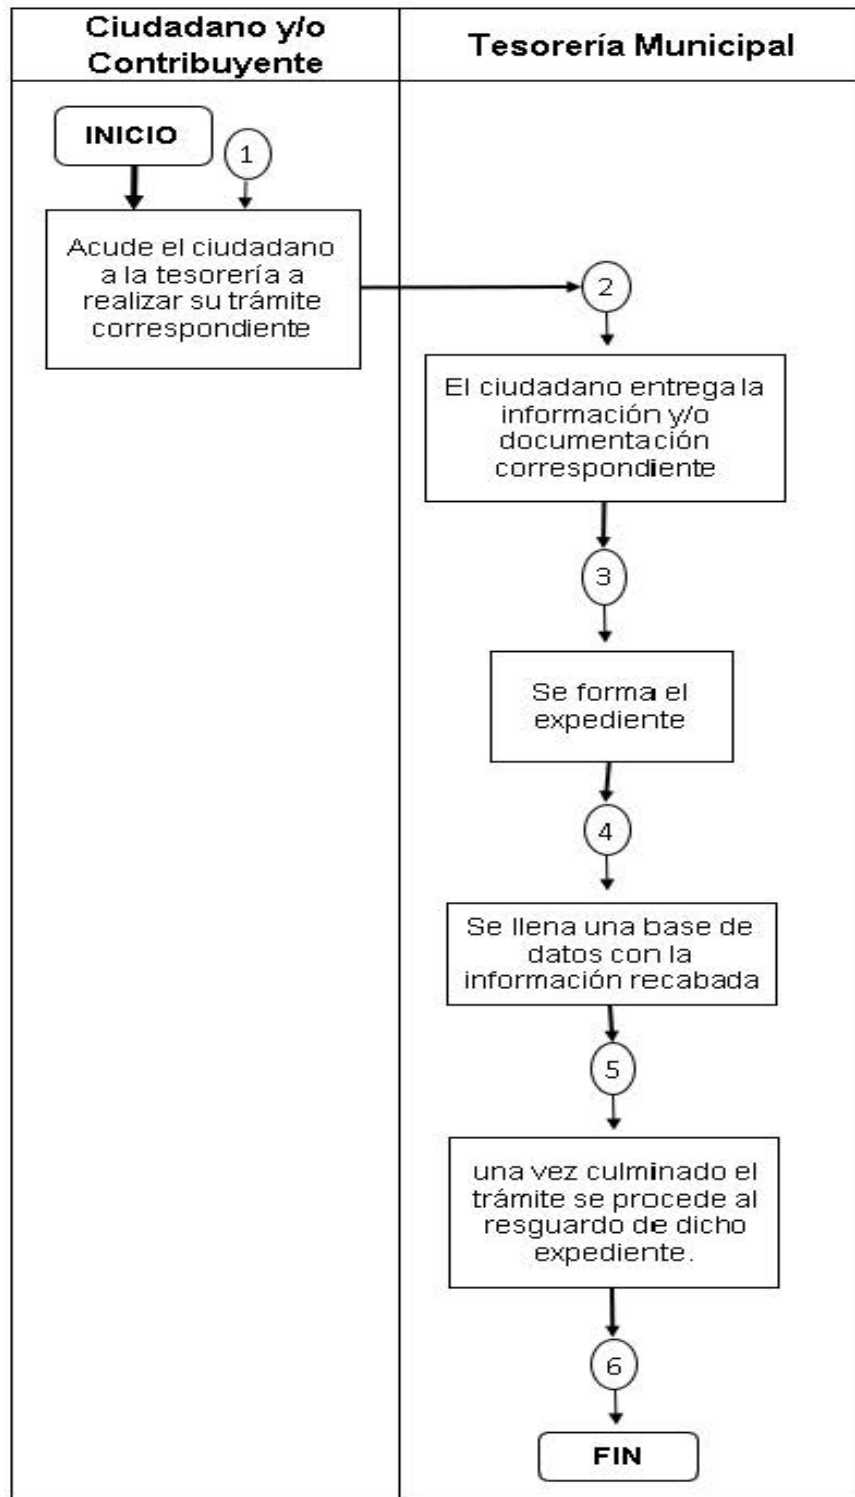 Ciudadano y/o
Contribuyente
Tesorería Municipal
INICIO
1
Acude el ciudadano
a la tesorería a
realizar su trámite
correspondiente
2
El ciudadano entrega la
información y/o
documentación
correspondiente
3
Se forma el
expediente
4
Se llena una base de
datos con la
información recabada
5
una vez culminado el
trámite se procede al
resguardo de dicho
expediente.
6
FIN